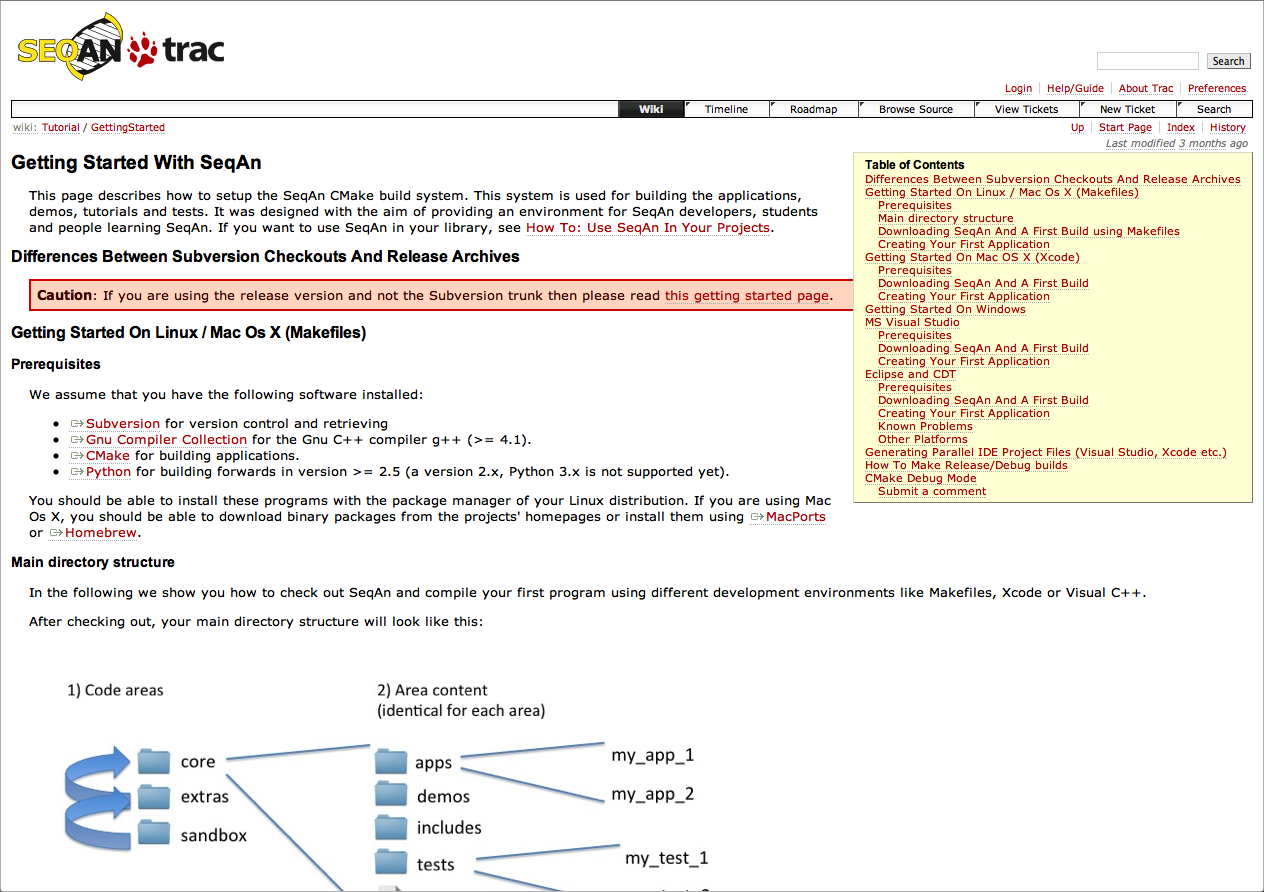 SEQAN trac
Search
Login Help/Guide About Trac Preferences
Wiki Timeline Roadmap Browse Source View Tickets New Ticket Search
wiki: Tutorial / GettingStarted
Up Start Page Index History
Last modified 3 months ago
Getting Started With SeqAn
This page describes how to setup the SeqAn CMake build system. This system is used for building the applications,
demos, tutorials and tests. It was designed with the aim of providing an environment for SeqAn developers, students
and people learning SeqAn. If you want to use SeqAn in your library, see How To: Use SeqAn In Your Projects.
Differences Between Subversion Checkouts And Release Archives
Caution: If you are using the release version and not the Subversion trunk then please read this getting started page.
Table of Contents
Differences Between Subversion Checkouts And Release Archives
Getting Started On Linux / Mac Os X (Makefiles)
Prerequisites
Main directory structure
Downloading SeqAn And A First Build using Makefiles
Creating Your First Application
Getting Started On Mac OS X (Xcode)
Prerequisites
Downloading SeqAn And A First Build
Creating Your First Application
Getting Started On Windows
MS Visual Studio
Prerequisites
Downloading SeqAn And A First Build
Creating Your First Application
Eclipse and CDT
Prerequisites
Downloading SeqAn And A First Build
Creating Your First Application
Known Problems
Other Platforms
Generating Parallel IDE Project Files (Visual Studio, Xcode etc.)
How To Make Release/Debug builds
CMake Debug Mode
Submit a comment
Getting Started On Linux / Mac Os X (Makefiles)
Prerequisites
We assume that you have the following software installed:
Subversion for version control and retrieving
Gnu Compiler Collection for the Gnu C++ compiler g++ (>= 4.1).
CMake for building applications.
Python for building forwards in version >= 2.5 (a version 2.x, Python 3.x is not supported yet).
You should be able to install these programs with the package manager of your Linux distribution. If you are using Mac
Os X, you should be able to download binary packages from the projects' homepages or install them using MacPorts
or Homebrew.
Main directory structure
In the following we show you how to check out SeqAn and compile your first program using different development environments like Makefiles, Xcode or Visual C++.
After checking out, your main directory structure will look like this:
1) Code areas
core
extras
sandbox
2) Area content
(identical for each area)
apps
demos
includes
tests
my_app_1
my_app_2
my_test_1